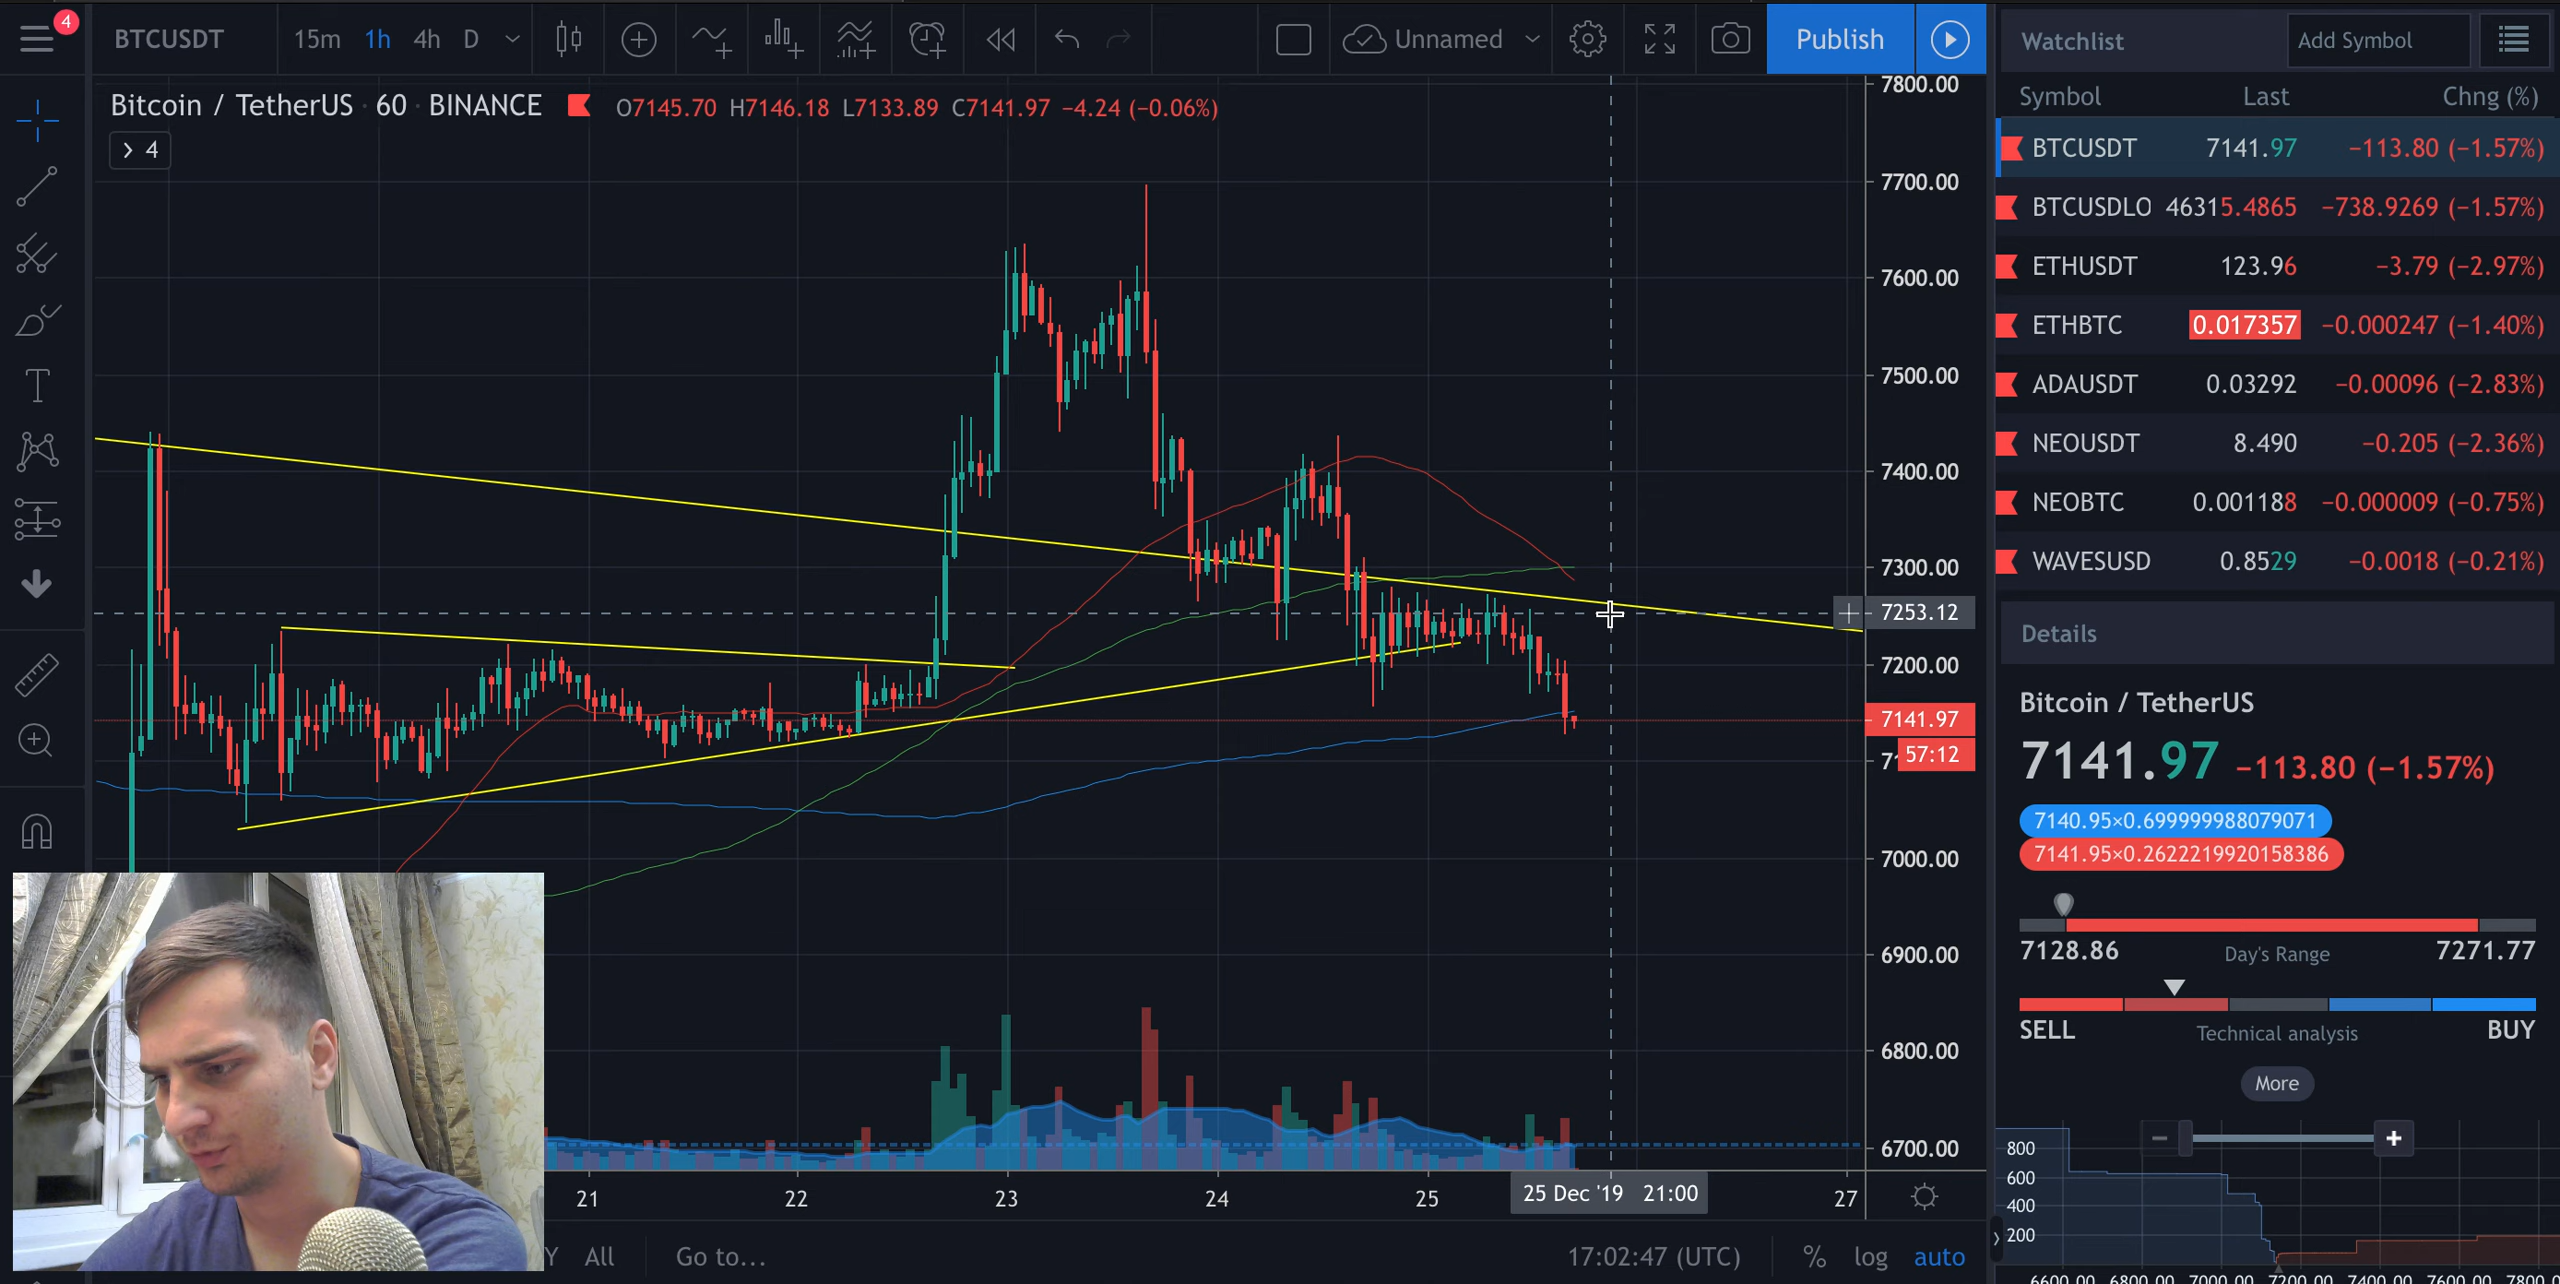 4
BTCUSDT 15m 1h 4h D Unnamed Publish
Bitcoin / TetherUS · 60 · BINANCE O7145.70 H7146.18 L7133.89 C7141.97 −4.24 (−0.06%)
4
7800.00
7700.00
7600.00
7500.00
7400.00
7300.00
7253.12
7200.00
7141.97
57:12
7000.00
6900.00
6800.00
6700.00
21 22 23 24 25 25 Dec '19 21:00 27
Y All Go to... 17:02:47 (UTC) % log auto
Watchlist Add Symbol
Symbol Last Chng (%)
BTCUSDT 7141.97 −113.80 (−1.57%)
BTCUSDLO 46315.4865 −738.9269 (−1.57%)
ETHUSDT 123.96 −3.79 (−2.97%)
ETHBTC 0.017357 −0.000247 (−1.40%)
ADAUSDT 0.03292 −0.00096 (−2.83%)
NEOUSDT 8.490 −0.205 (−2.36%)
NEOBTC 0.001188 −0.000009 (−0.75%)
WAVESUSD 0.8529 −0.0018 (−0.21%)
Details
Bitcoin / TetherUS
7141.97 −113.80 (−1.57%)
7140.95×0.699999988079071
7141.95×0.2622219920158386
7128.86 Day's Range 7271.77
SELL Technical analysis BUY
More
800
600
400
200